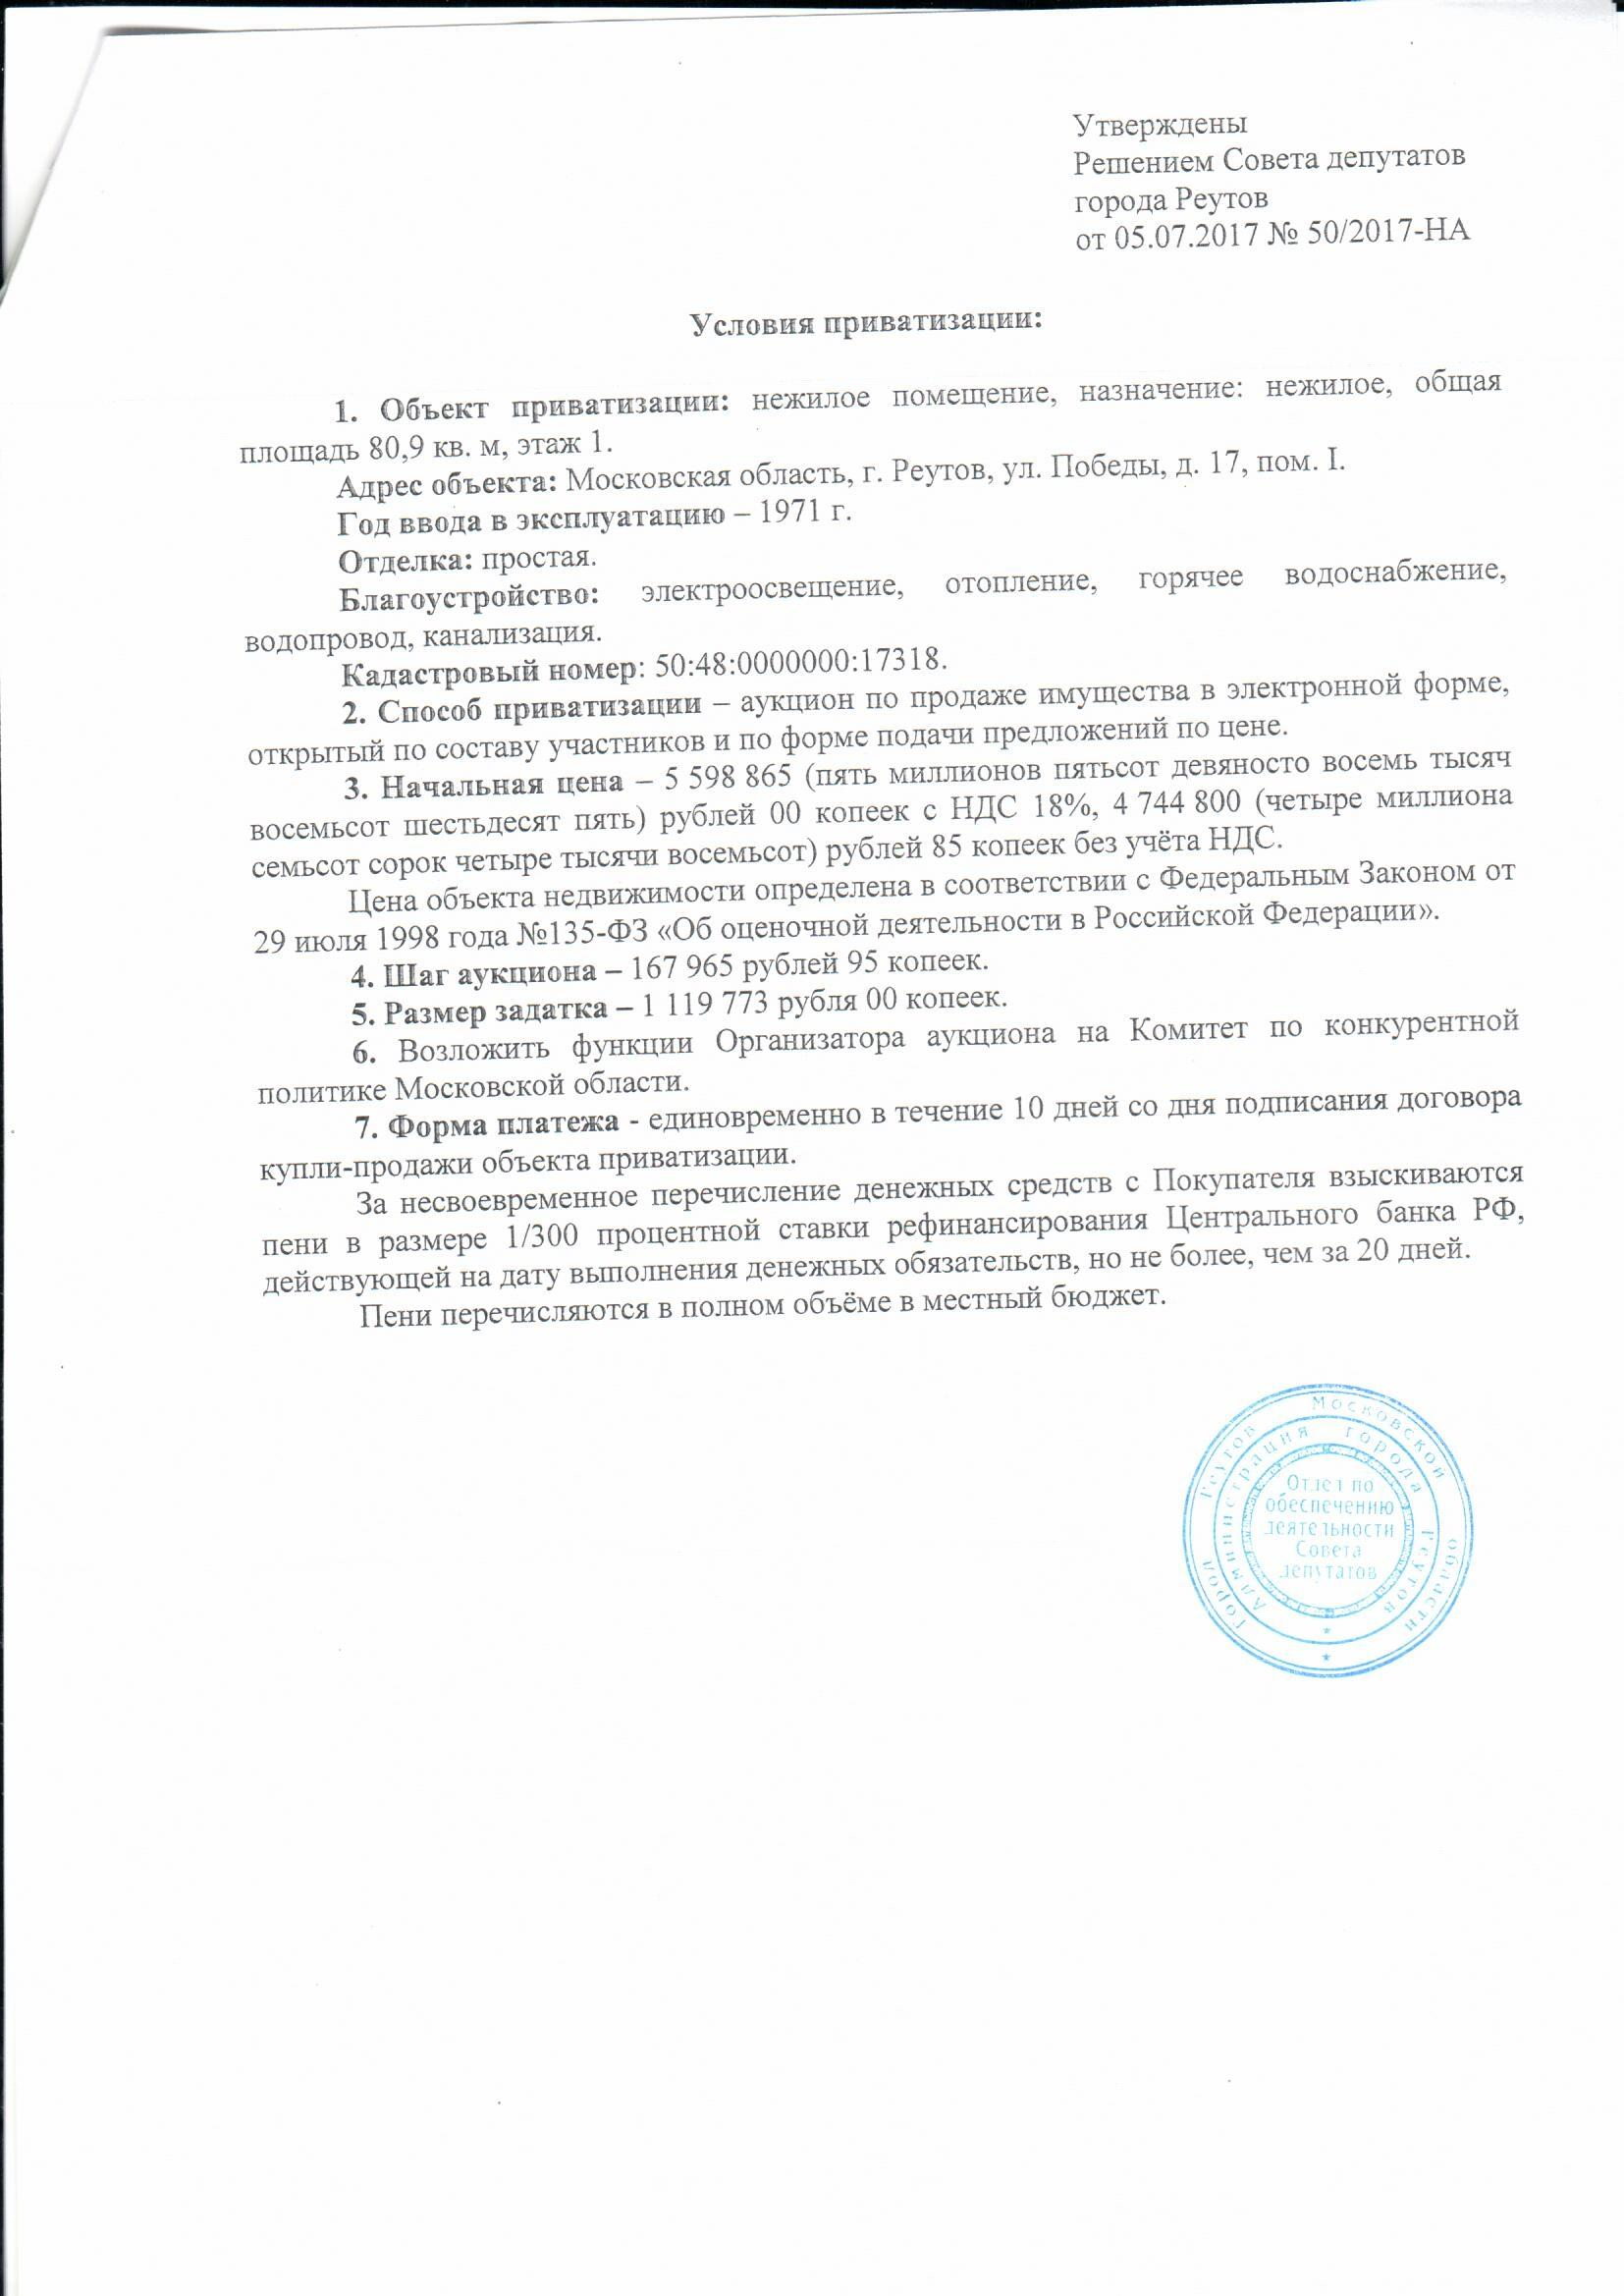 Утверждены
Решением Совета депутатов
города Реутов
от 05.07.2017 № 50/2017-НА
Условия приватизации:
1. Объект приватизации: нежилое помещение, назначение: нежилое, общая
площадь 80,9 кв. м, этаж 1.
Адрес объекта: Московская область, г. Реутов, ул. Победы, д. 17, пом. I.
Год ввода в эксплуатацию – 1971 г.
Отделка: простая.
Благоустройство: электроосвещение, отопление, горячее водоснабжение,
водопровод, канализация.
Кадастровый номер: 50:48:0000000:17318.
2. Способ приватизации – аукцион по продаже имущества в электронной форме,
открытый по составу участников и по форме подачи предложений по цене.
3. Начальная цена – 5 598 865 (пять миллионов пятьсот девяносто восемь тысяч
восемьсот шестьдесят пять) рублей 00 копеек с НДС 18%, 4 744 800 (четыре миллиона
семьсот сорок четыре тысячи восемьсот) рублей 85 копеек без учёта НДС.
Цена объекта недвижимости определена в соответствии с Федеральным Законом от
29 июля 1998 года №135-ФЗ «Об оценочной деятельности в Российской Федерации».
4. Шаг аукциона – 167 965 рублей 95 копеек.
5. Размер задатка – 1 119 773 рубля 00 копеек.
6. Возложить функции Организатора аукциона на Комитет по конкурентной
политике Московской области.
7. Форма платежа - единовременно в течение 10 дней со дня подписания договора
купли-продажи объекта приватизации.
За несвоевременное перечисление денежных средств с Покупателя взыскиваются
пени в размере 1/300 процентной ставки рефинансирования Центрального банка РФ,
действующей на дату выполнения денежных обязательств, но не более, чем за 20 дней.
Пени перечисляются в полном объёме в местный бюджет.
Город Реутов Московской области
Администрация города Реутов
Отдел по
обеспечению
деятельности
Совета
депутатов